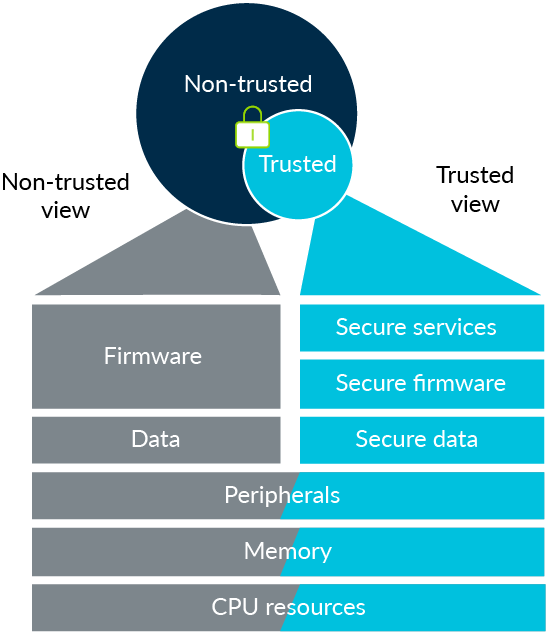 Non-trusted
Trusted
Non-trusted
view
Trusted
view
Firmware
Secure services
Secure firmware
Data
Secure data
Peripherals
Memory
CPU resources